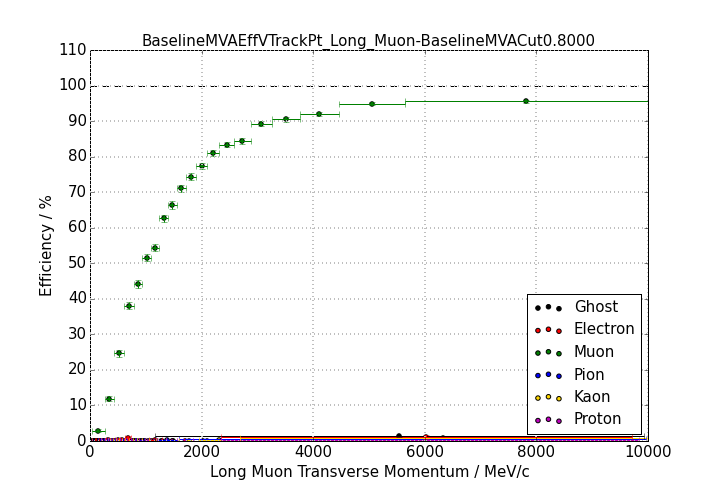 BaselineMVAEffVTrackPt_Long_Muon-BaselineMVACut0.8000
110
100
90
80
70
60
50
40
30
20
10
0
Efficiency / %
Ghost
Electron
Muon
Pion
Kaon
Proton
0 2000 4000 6000 8000 10000
Long Muon Transverse Momentum / MeV/c